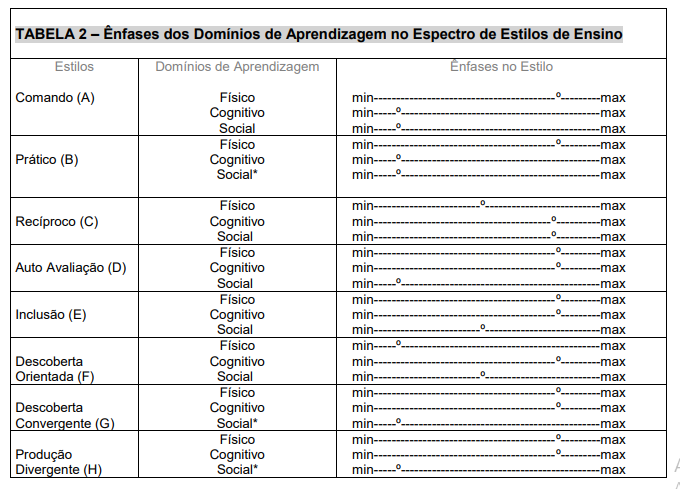 TABELA 2 – Ênfases dos Domínios de Aprendizagem no Espectro de Estilos de Ensino
Estilos Domínios de Aprendizagem Ênfases no Estilo
Comando (A) Físico min-----------------------------------------º---------max
Cognitivo min-----º---------------------------------------------max
Social min-----º---------------------------------------------max
Físico min-----------------------------------------º---------max
Prático (B) Cognitivo min-----º---------------------------------------------max
Social* min-----º---------------------------------------------max
Físico min------------------------º--------------------------max
Recíproco (C) Cognitivo min----------------------------------------º----------max
Social min----------------------------------------º----------max
Físico min-----------------------------------------º---------max
Auto Avaliação (D) Cognitivo min-----------------------------------------º---------max
Social min-----º---------------------------------------------max
Físico min-----------------------------------------º---------max
Inclusão (E) Cognitivo min-----------------------------------------º---------max
Social min------------------------º--------------------------max
Físico min-----º---------------------------------------------max
Descoberta Cognitivo min-----------------------------------------º---------max
Orientada (F) Social min------------------------º--------------------------max
Físico min-----------------------------------------º---------max
Descoberta Cognitivo min-----------------------------------------º---------max
Convergente (G) Social* min-----º---------------------------------------------max
Físico min-----------------------------------------º---------max
Produção Cognitivo min-----------------------------------------º---------max
Divergente (H) Social* min-----º---------------------------------------------max